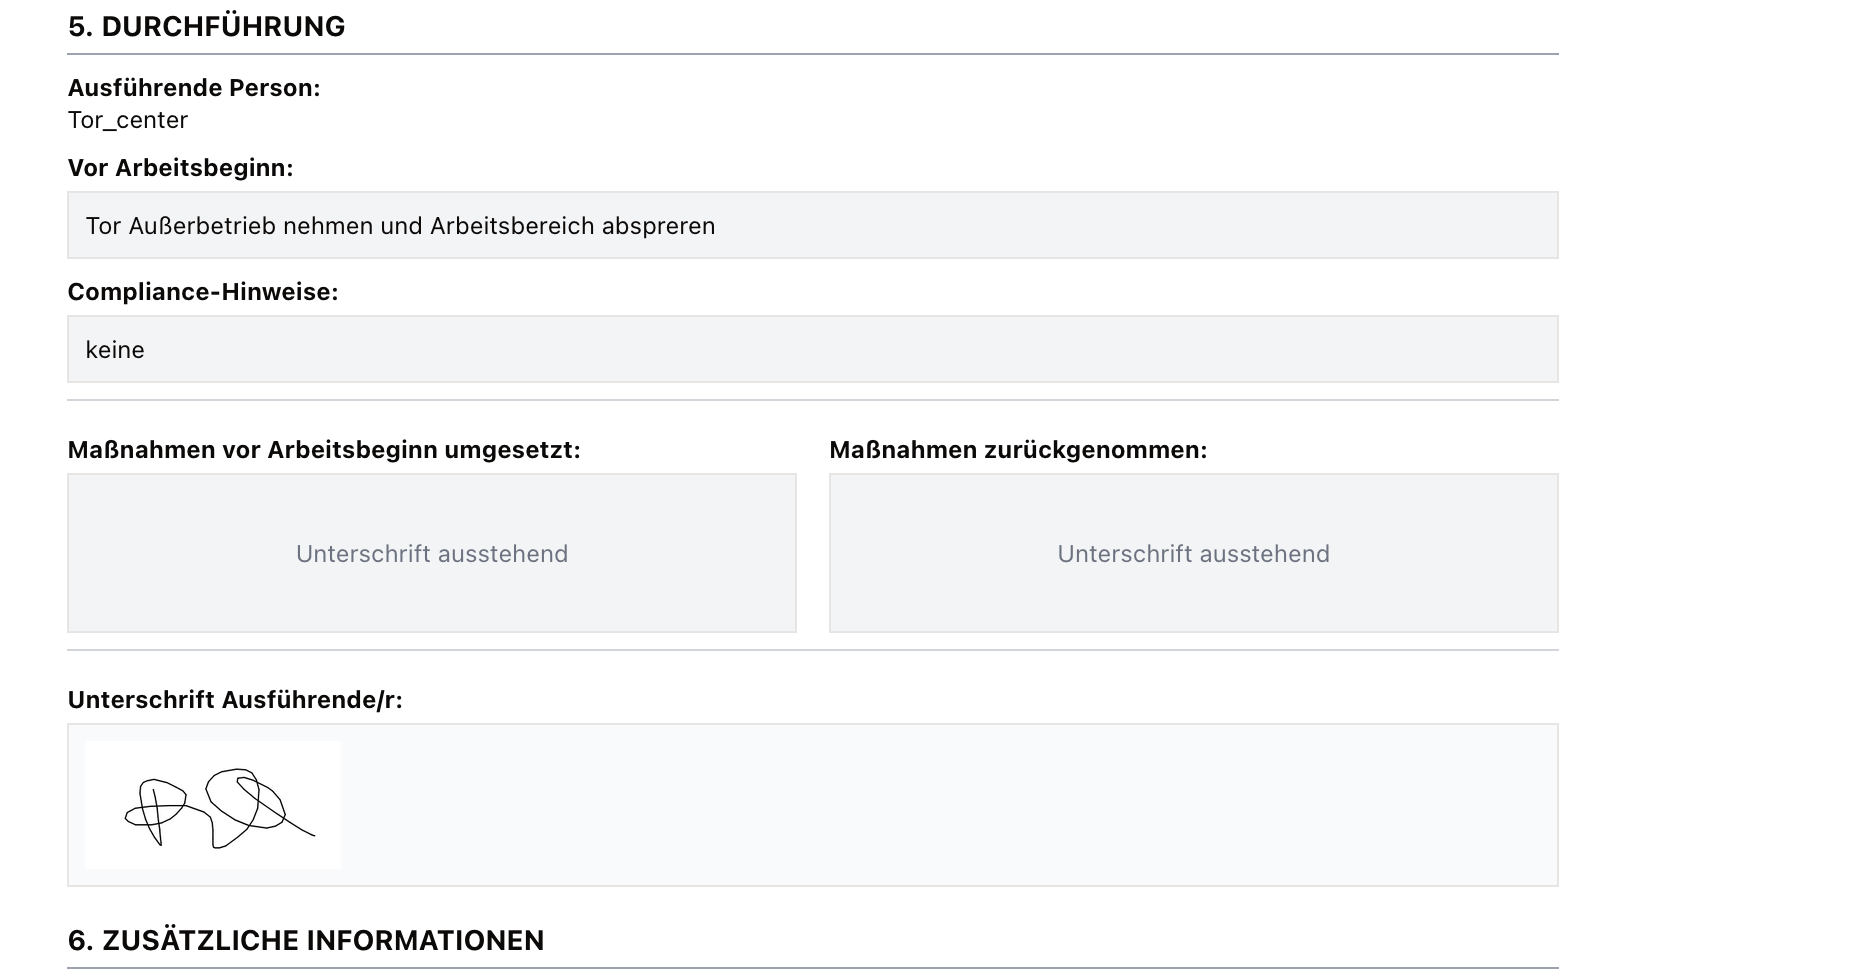 5. DURCHFÜHRUNG
Ausführende Person:
Tor_center
Vor Arbeitsbeginn:
Tor Außerbetrieb nehmen und Arbeitsbereich abspreren
Compliance-Hinweise:
keine
Maßnahmen vor Arbeitsbeginn umgesetzt:
Maßnahmen zurückgenommen:
Unterschrift ausstehend
Unterschrift ausstehend
Unterschrift Ausführende/r:
6. ZUSÄTZLICHE INFORMATIONEN